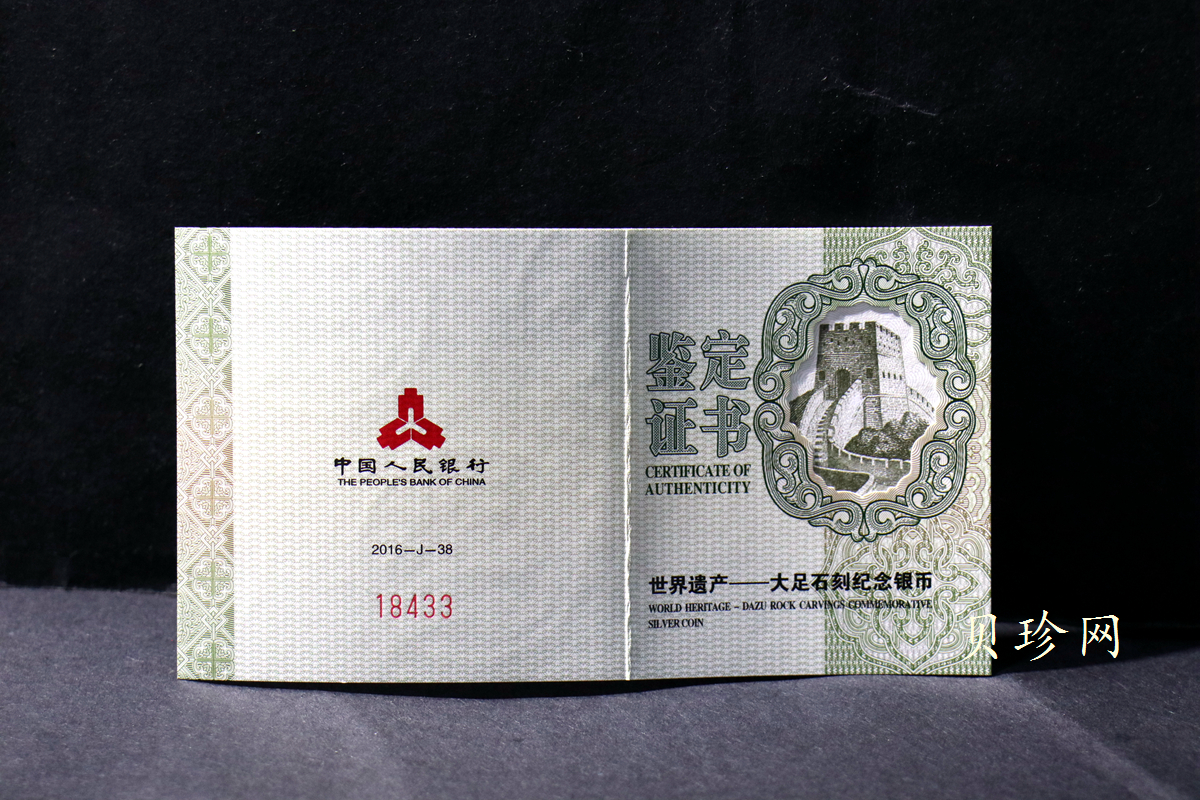 中国人民银行
THE PEOPLE'S BANK OF CHINA
2016—J—38
18433
鉴定
证书
CERTIFICATE OF
AUTHENTICITY
世界遗产——大足石刻纪念银币
WORLD HERITAGE – DAZU ROCK CARVINGS COMMEMORATIVE
SILVER COIN
贝珍网